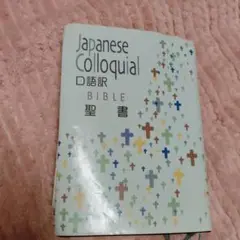 Japanese
Colloquial
口語訳
BIBLE
聖書